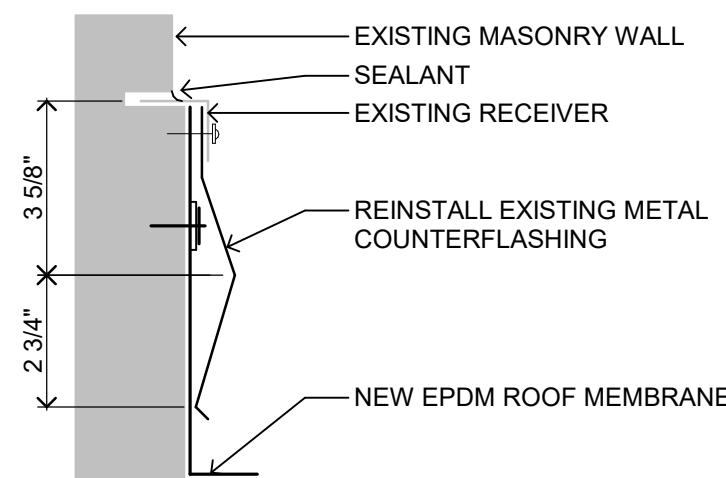 EXISTING MASONRY WALL
SEALANT
EXISTING RECEIVER
3 5/8"
REINSTALL EXISTING METAL
COUNTERFLASHING
2 3/4"
NEW EPDM ROOF MEMBRANE